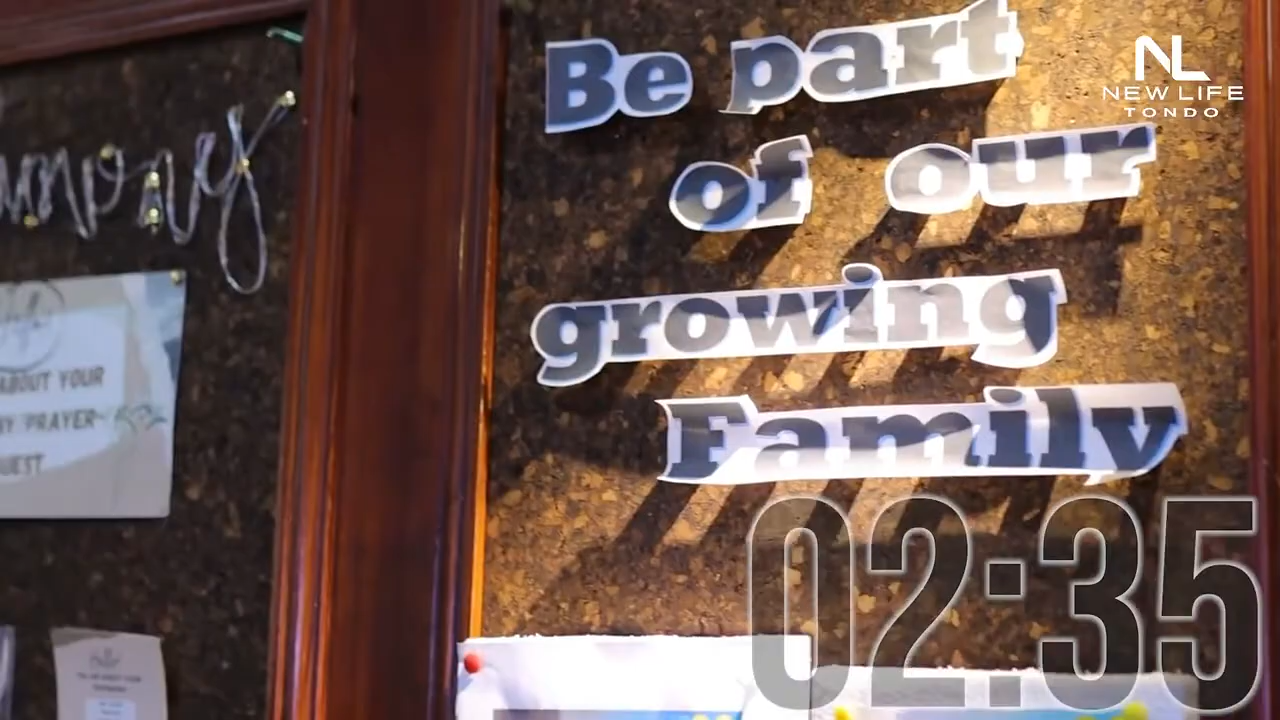 Be part
of our
growing
Family
NL
NEW LIFE
TONDO
ABOUT YOUR
PRAYER
02:35